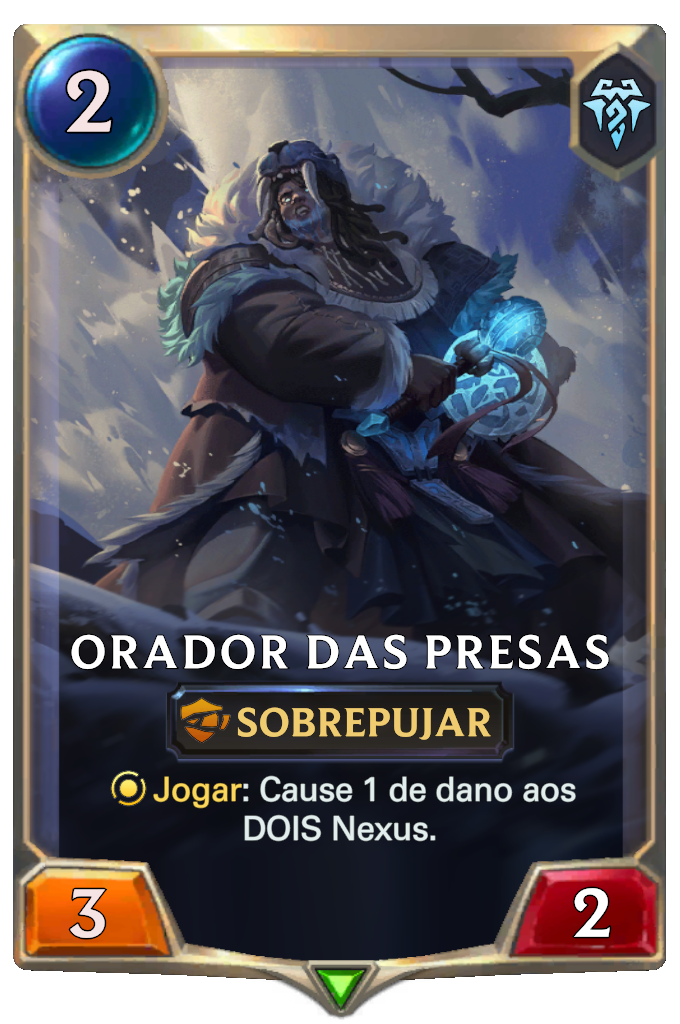 2
ORADOR DAS PRESAS
SOBREPUJAR
Jogar: Cause 1 de dano aos
DOIS Nexus.
3
2